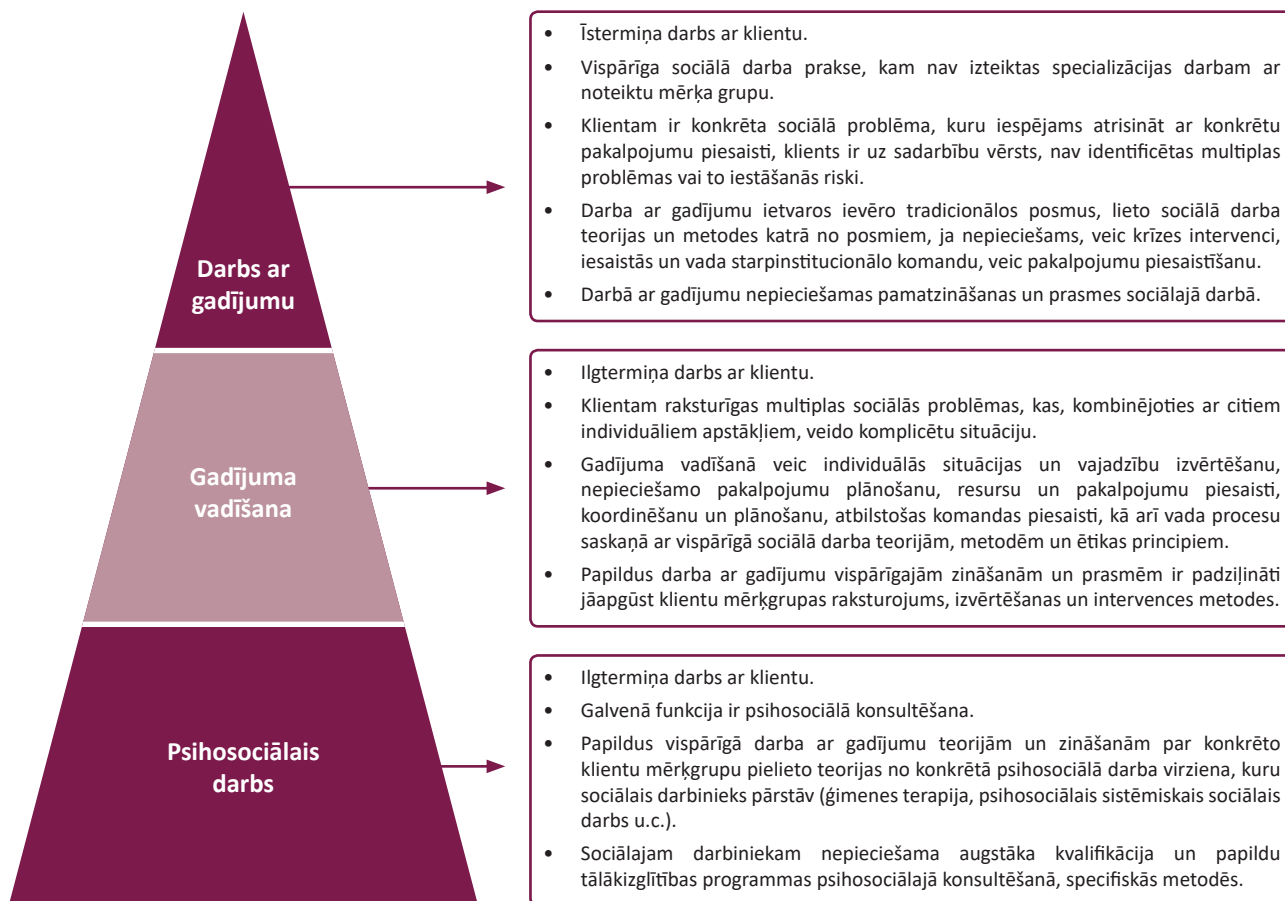 Darbs ar
gadījumu
• Īstermiņa darbs ar klientu.
• Vispārīga sociālā darba prakse, kam nav izteiktas specializācijas darbam ar
noteiktu mērķa grupu.
• Klientam ir konkrēta sociālā problēma, kuru iespējams atrisināt ar konkrētu
pakalpojumu piesaisti, klients ir uz sadarbību vērsts, nav identificētas multiplas
problēmas vai to iestāšanās riski.
• Darba ar gadījumu ietvaros ievēro tradicionālos posmus, lieto sociālā darba
teorijas un metodes katrā no posmiem, ja nepieciešams, veic krīzes intervenci,
iesaistās un vada starpinstitucionālo komandu, veic pakalpojumu piesaistīšanu.
• Darbā ar gadījumu nepieciešamas pamatzināšanas un prasmes sociālajā darbā.
Gadījuma
vadīšana
• Ilgtermiņa darbs ar klientu.
• Klientam raksturīgas multiplas sociālās problēmas, kas, kombinējoties ar citiem
individuāliem apstākļiem, veido komplicētu situāciju.
• Gadījuma vadīšanā veic individuālās situācijas un vajadzību izvērtēšanu,
nepieciešamo pakalpojumu plānošanu, resursu un pakalpojumu piesaisti,
koordinēšanu un plānošanu, atbilstošas komandas piesaisti, kā arī vada procesu
saskaņā ar vispārīgā sociālā darba teorijām, metodēm un ētikas principiem.
• Papildus darba ar gadījumu vispārīgajām zināšanām un prasmēm ir padziļināti
jāapgūst klientu mērķgrupas raksturojums, izvērtēšanas un intervences metodes.
Psihosociālais
darbs
• Ilgtermiņa darbs ar klientu.
• Galvenā funkcija ir psihosociālā konsultēšana.
• Papildus vispārīgā darba ar gadījumu teorijām un zināšanām par konkrēto
klientu mērķgrupu pielieto teorijas no konkrētā psihosociālā darba virziena, kuru
sociālais darbinieks pārstāv (ģimenes terapija, psihosociālais sistēmiskais sociālais
darbs u.c.).
• Sociālajam darbiniekam nepieciešama augstāka kvalifikācija un papildu
tālākizglītības programmas psihosociālajā konsultēšanā, specifiskās metodēs.